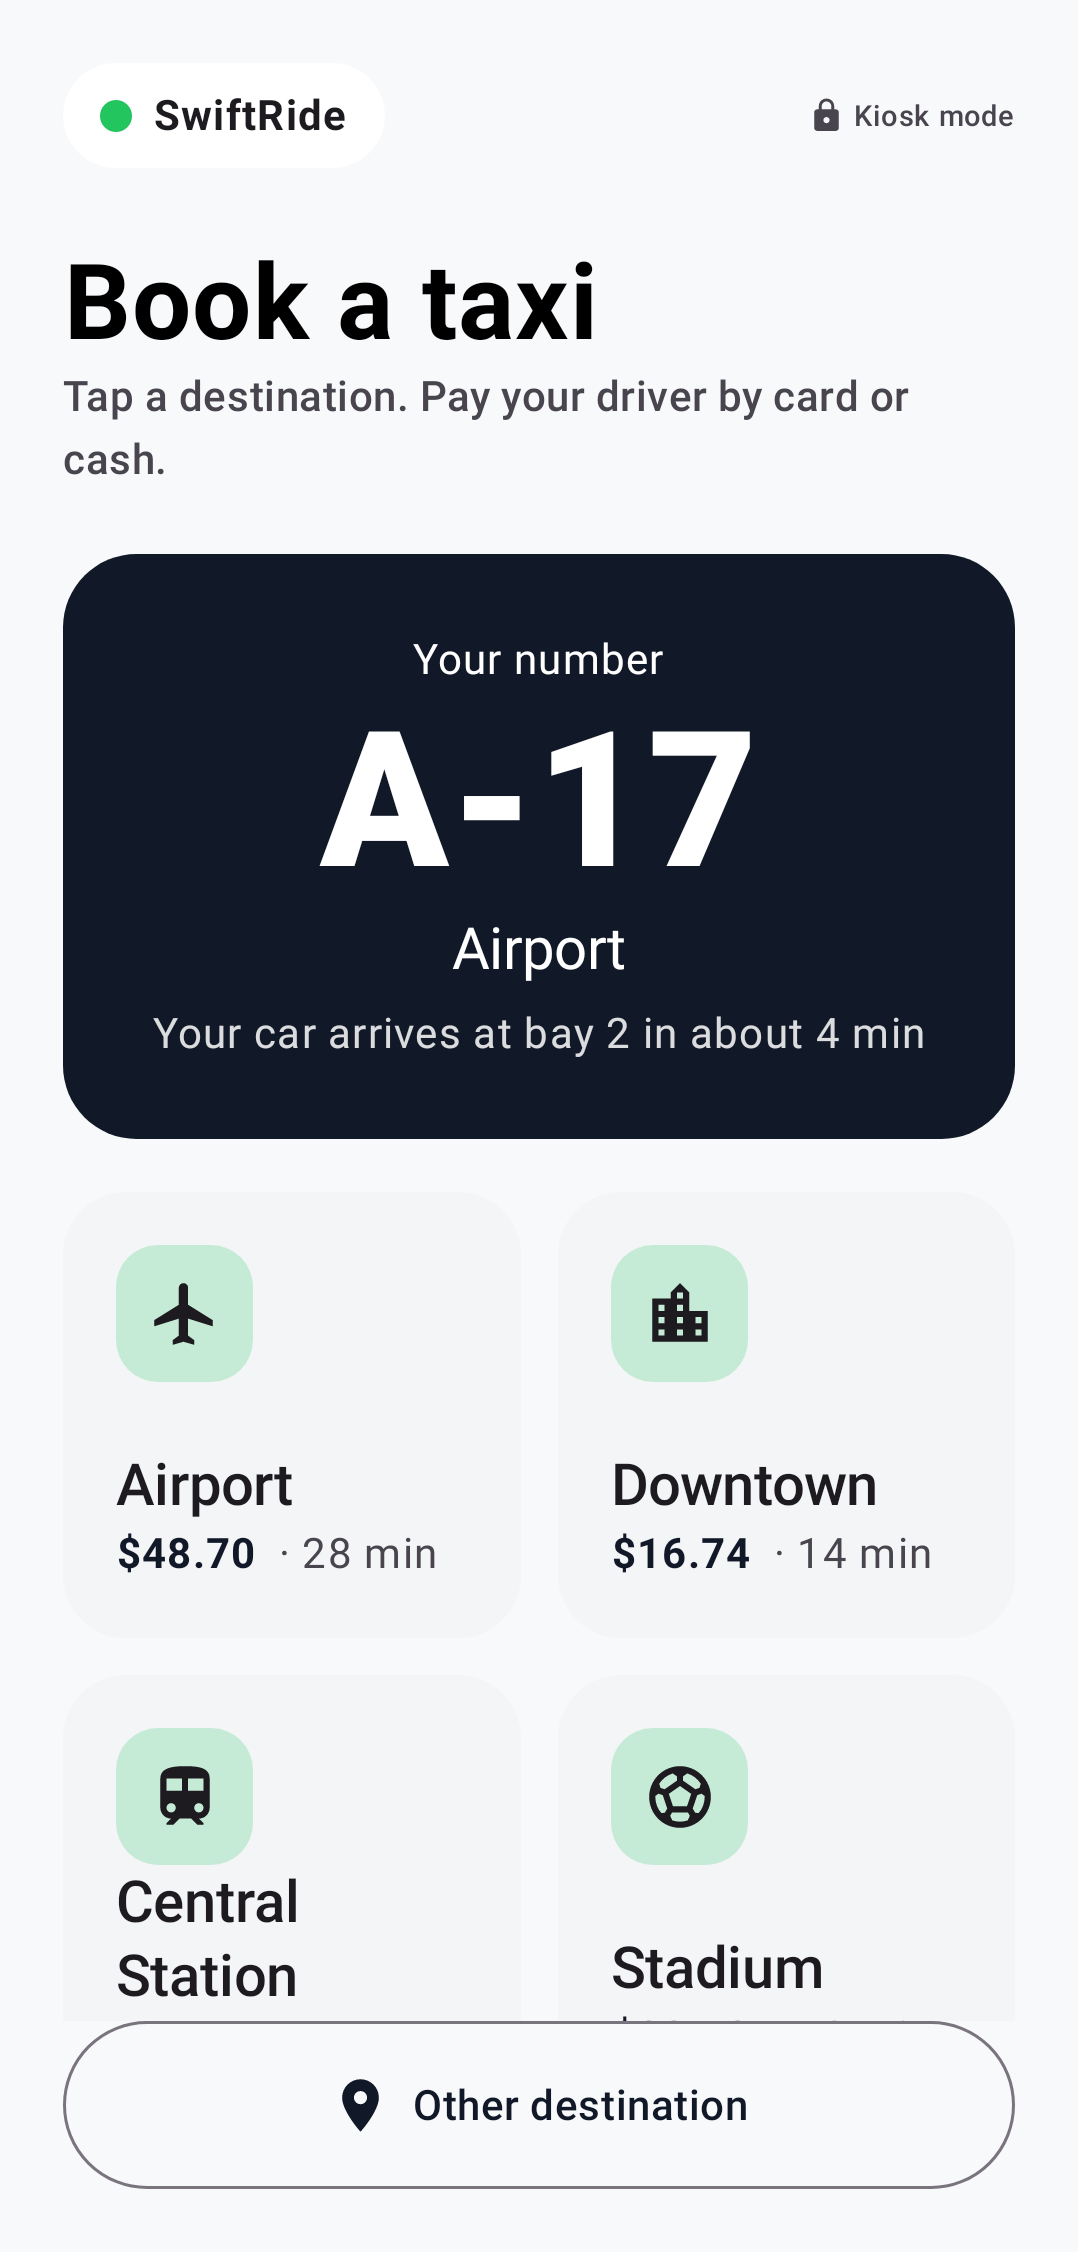 SwiftRide
Kiosk mode
Book a taxi
Tap a destination. Pay your driver by card or
cash.
Your number
A-17
Airport
Your car arrives at bay 2 in about 4 min
Airport
$48.70 · 28 min
Downtown
$16.74 · 14 min
Central
Station
Stadium
Other destination